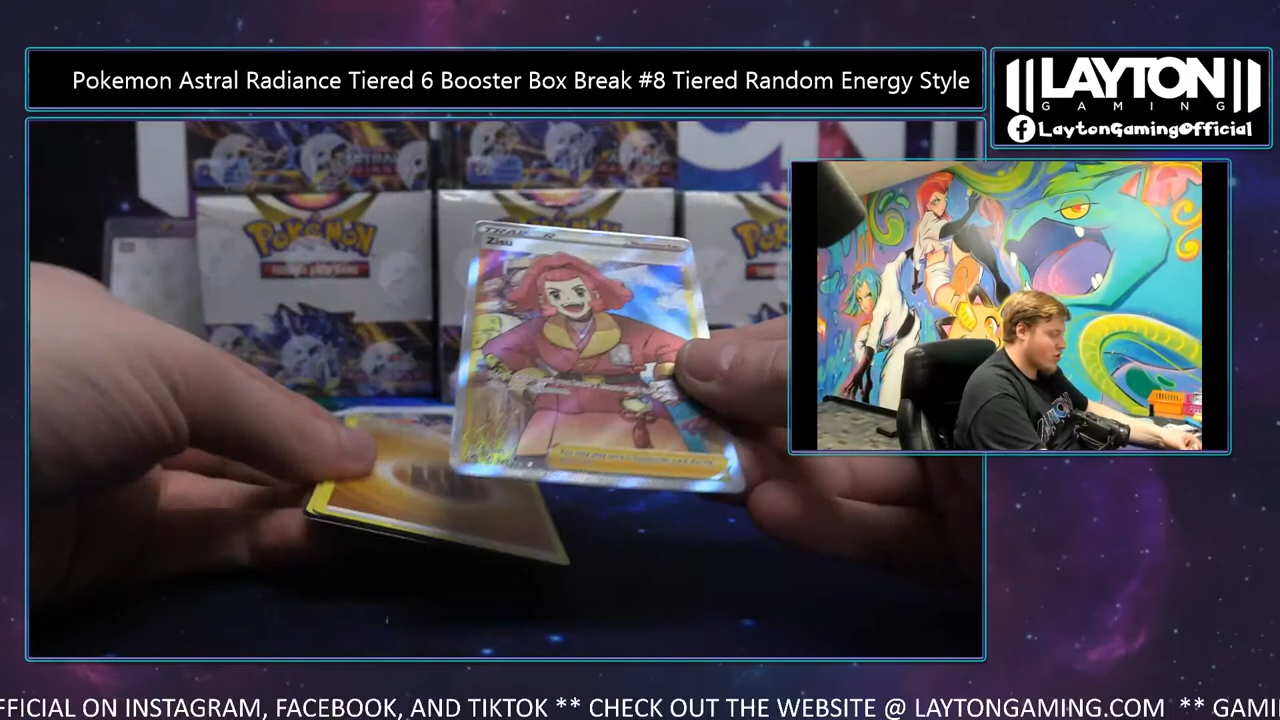 Pokemon Astral Radiance Tiered 6 Booster Box Break #8 Tiered Random Energy Style
LAYTON
GAMING
LaytonGamingOfficial
POKéMON
POKéMON
TRAINER
Zisu
FFICIAL ON INSTAGRAM, FACEBOOK, AND TIKTOK ** CHECK OUT THE WEBSITE @ LAYTONGAMING.COM ** GAMI